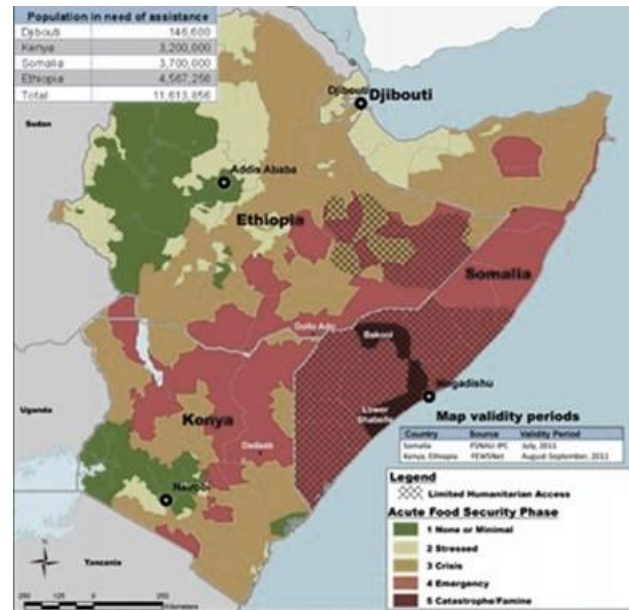 Population in need of assistance
Djibouti 146,600
Kenya 3,200,000
Somalia 3,700,000
Ethiopia 4,567,256
Total 11,613,856
Sudan
Djibouti
Djibouti
Addis Ababa
Ethiopia
Somalia
Dollo Ado
Bakool
Mogadishu
Lower
Uganda
Kenya
Dadaab
Nairobi
Tanzania
Map validity periods
Country Source Validity Period
Somalia FSNAU-IPC July, 2011
Kenya, Ethiopia FEWSNet August September, 2011
Legend
Limited Humanitarian Access
Acute Food Security Phase
1 None or Minimal
2 Stressed
3 Crisis
4 Emergency
5 Catastrophe/Famine
Kilometers